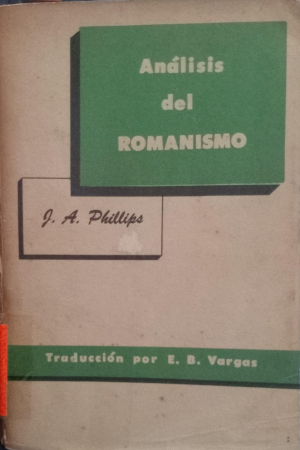 Análisis
del
ROMANISMO
J. A. Phillips
Traducción por E. B. Vargas